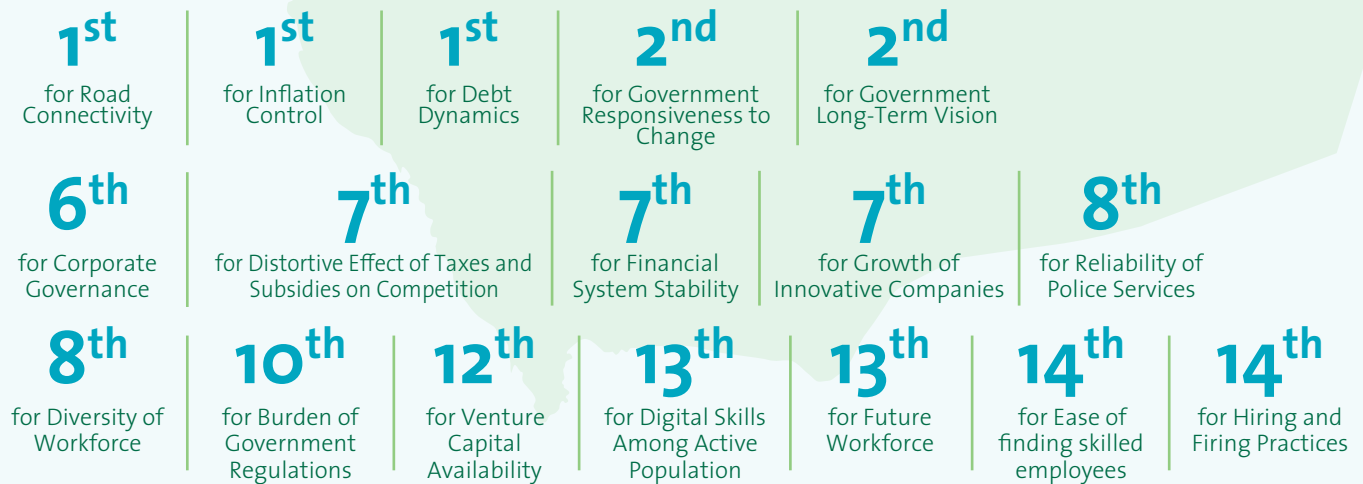 1st
for Road
Connectivity
1st
for Inflation
Control
1st
for Debt
Dynamics
2nd
for Government
Responsiveness to
Change
2nd
for Government
Long-Term Vision
6th
for Corporate
Governance
7th
for Distortive Effect of Taxes and
Subsidies on Competition
7th
for Financial
System Stability
7th
for Growth of
Innovative Companies
8th
for Reliability of
Police Services
8th
for Diversity of
Workforce
10th
for Burden of
Government
Regulations
12th
for Venture
Capital
Availability
13th
for Digital Skills
Among Active
Population
13th
for Future
Workforce
14th
for Ease of
finding skilled
employees
14th
for Hiring and
Firing Practices